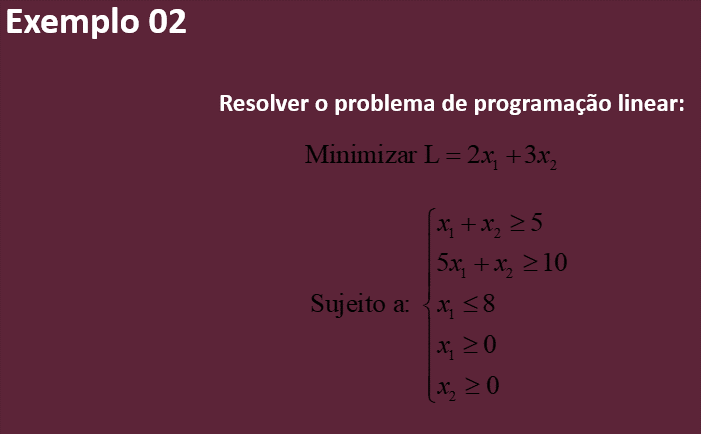 Exemplo 02
Resolver o problema de programação linear:
Minimizar L = 2x₁ + 3x₂
x₁ + x₂ ≥ 5
5x₁ + x₂ ≥ 10
Sujeito a: x₁ ≤ 8
x₁ ≥ 0
x₂ ≥ 0